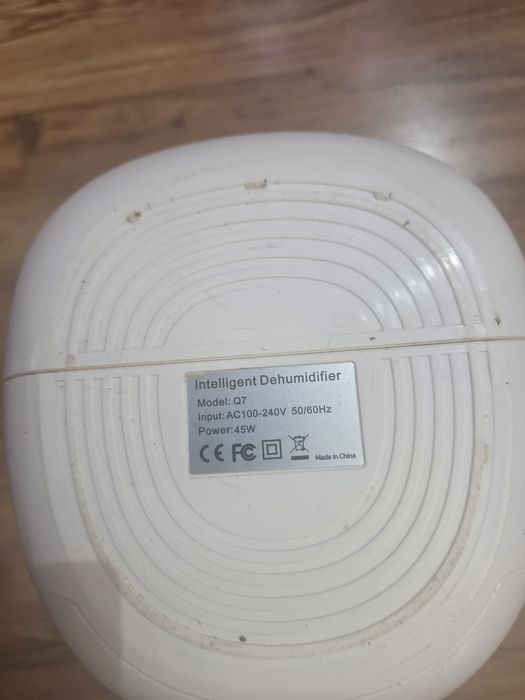 Intelligent Dehumidifier
Model: Q7
Input: AC100-240V 50/60Hz
Power:45W
CE FC Made in China